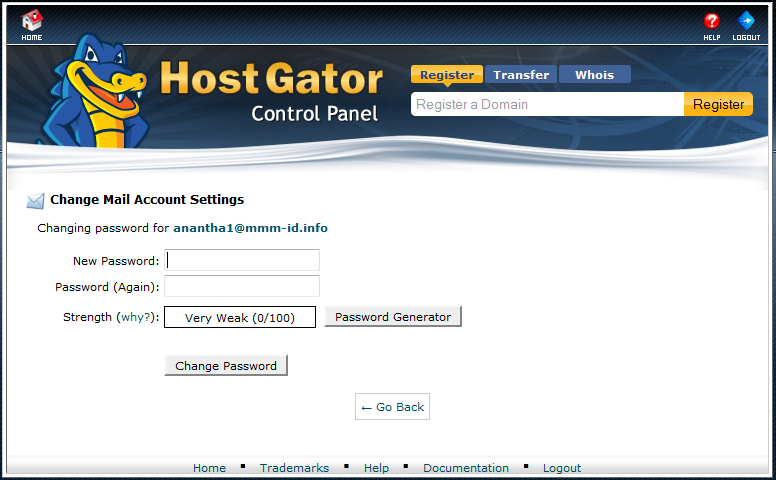 HOME
HELP
LOGOUT
HostGator
Control Panel
Register Transfer Whois
Register a Domain Register
Change Mail Account Settings
Changing password for anantha1@mmm-id.info
New Password:
Password (Again):
Strength (why?): Very Weak (0/100) Password Generator
Change Password
← Go Back
Home ▪ Trademarks ▪ Help ▪ Documentation ▪ Logout